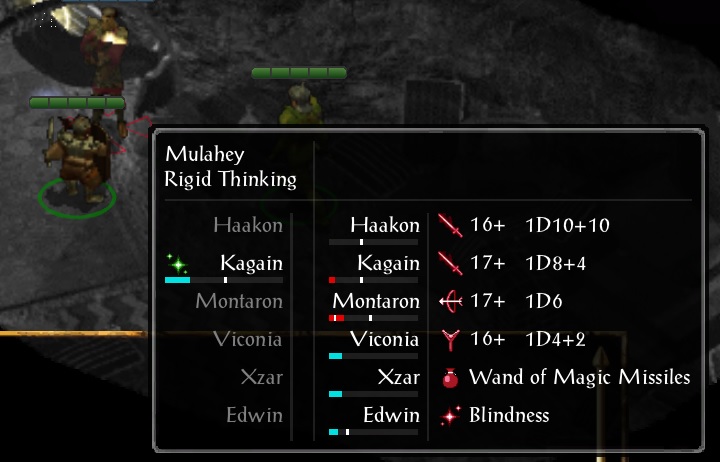 Mulahey
Rigid Thinking
Haakon Haakon 16+ 1D10+10
Kagain Kagain 17+ 1D8+4
Montaron Montaron 17+ 1D6
Viconia Viconia 16+ 1D4+2
Xzar Xzar Wand of Magic Missiles
Edwin Edwin Blindness